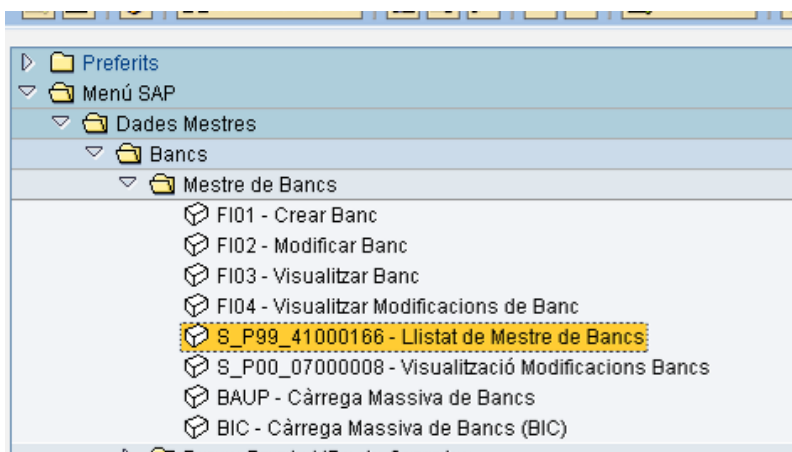 Preferits
Menú SAP
Dades Mestres
Bancs
Mestre de Bancs
FI01 - Crear Banc
FI02 - Modificar Banc
FI03 - Visualitzar Banc
FI04 - Visualitzar Modificacions de Banc
S_P99_41000166 - Llistat de Mestre de Bancs
S_P00_07000008 - Visualització Modificacions Bancs
BAUP - Càrrega Massiva de Bancs
BIC - Càrrega Massiva de Bancs (BIC)